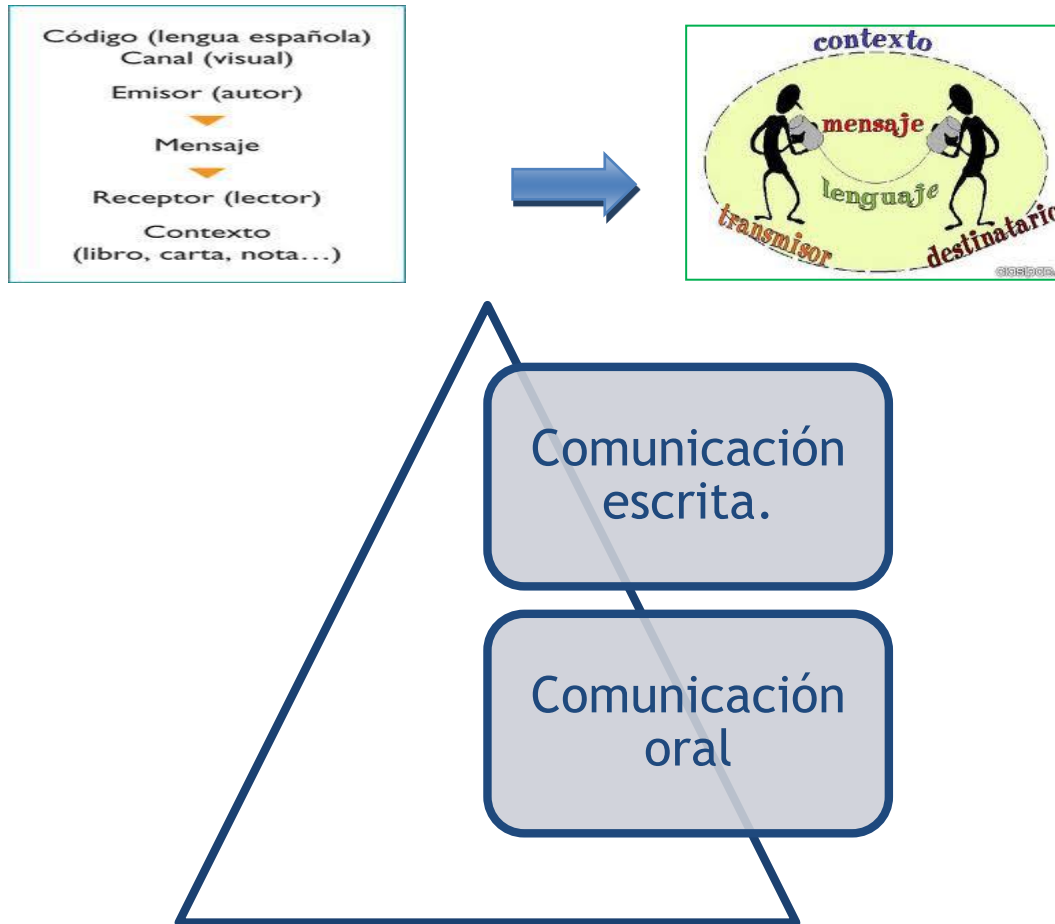 Código (lengua española)
Canal (visual)
Emisor (autor)
Mensaje
Receptor (lector)
Contexto
(libro, carta, nota...)
contexto
mensaje
lenguaje
transmisor
destinatario
Comunicación
escrita.
Comunicación
oral